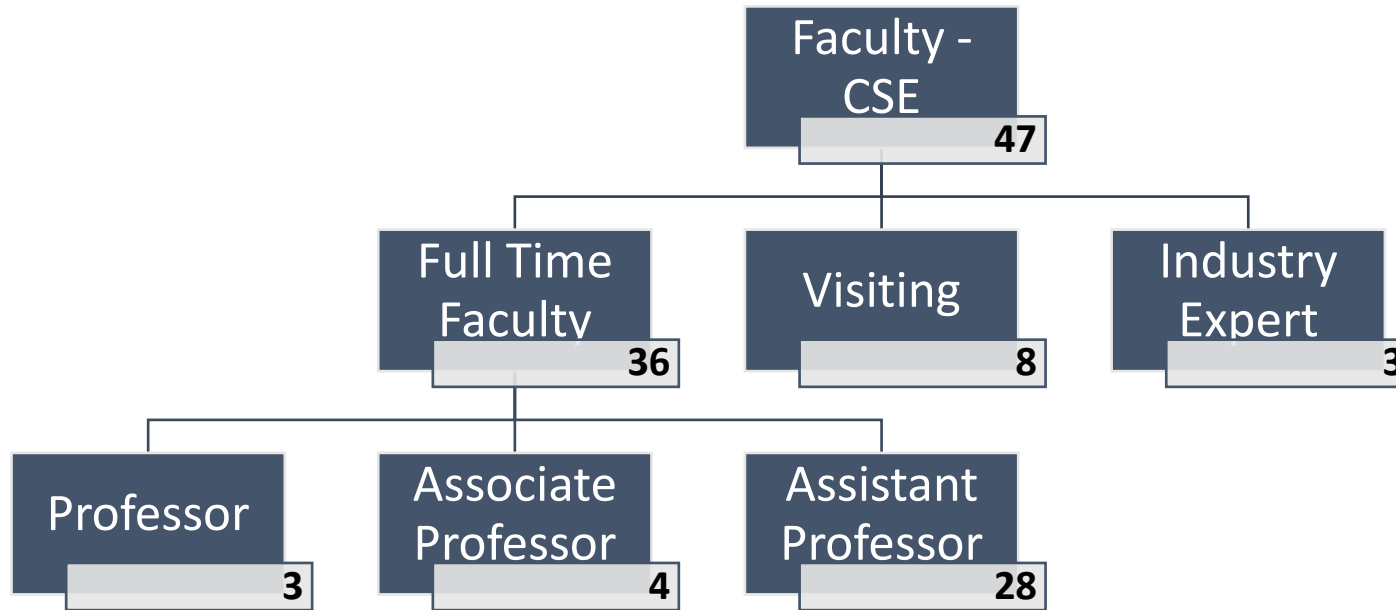 Faculty -
CSE
47
Full Time
Faculty
36
Visiting
8
Industry
Expert
3
Professor
3
Associate
Professor
4
Assistant
Professor
28